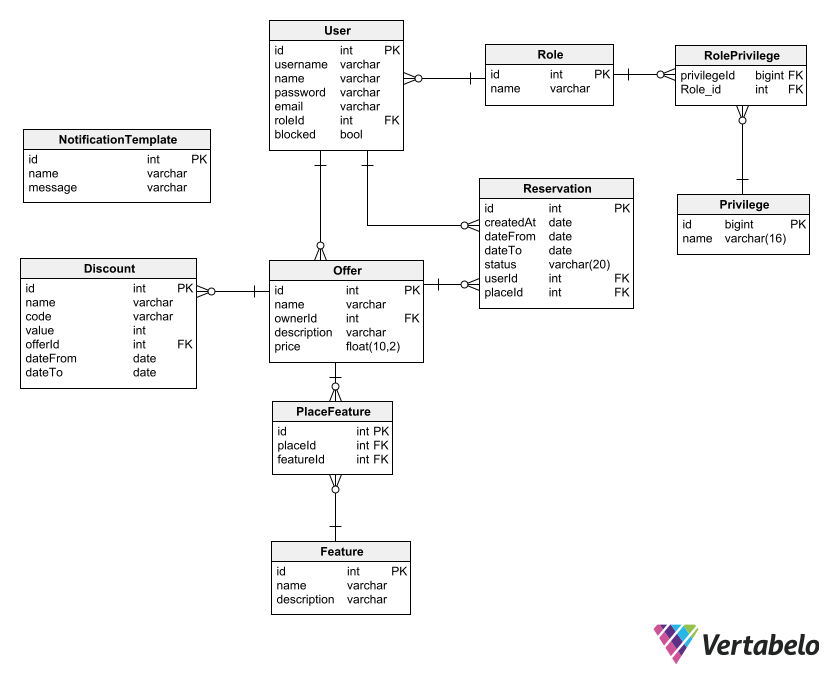 User
id int PK
username varchar
name varchar
password varchar
email varchar
roleId int FK
blocked bool
Role
id int PK
name varchar
RolePrivilege
privilegeId bigint FK
Role_id int FK
NotificationTemplate
id int PK
name varchar
message varchar
Reservation
id int PK
createdAt date
dateFrom date
dateTo date
status varchar(20)
userId int FK
placeId int FK
Privilege
id bigint PK
name varchar(16)
Discount
id int PK
name varchar
code varchar
value int
offerId int FK
dateFrom date
dateTo date
Offer
id int PK
name varchar
ownerId int FK
description varchar
price float(10,2)
PlaceFeature
id int PK
placeId int FK
featureId int FK
Feature
id int PK
name varchar
description varchar
Vertabelo